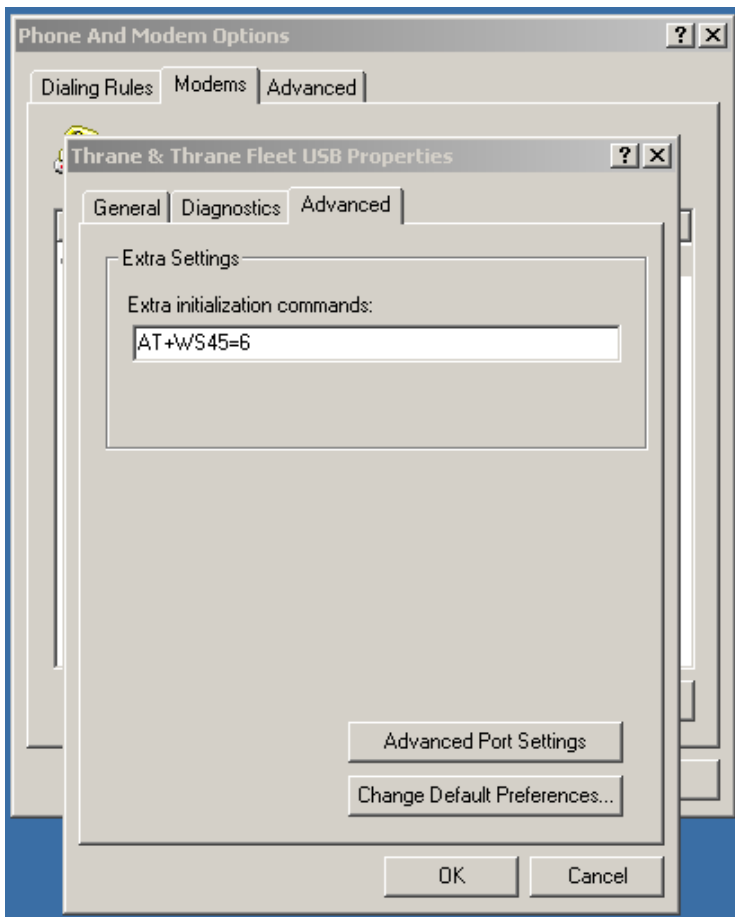 Phone And Modem Options
Dialing Rules Modems Advanced
Thrane & Thrane Fleet USB Properties
General Diagnostics Advanced
Extra Settings
Extra initialization commands:
AT+WS45=6
Advanced Port Settings
Change Default Preferences...
OK Cancel